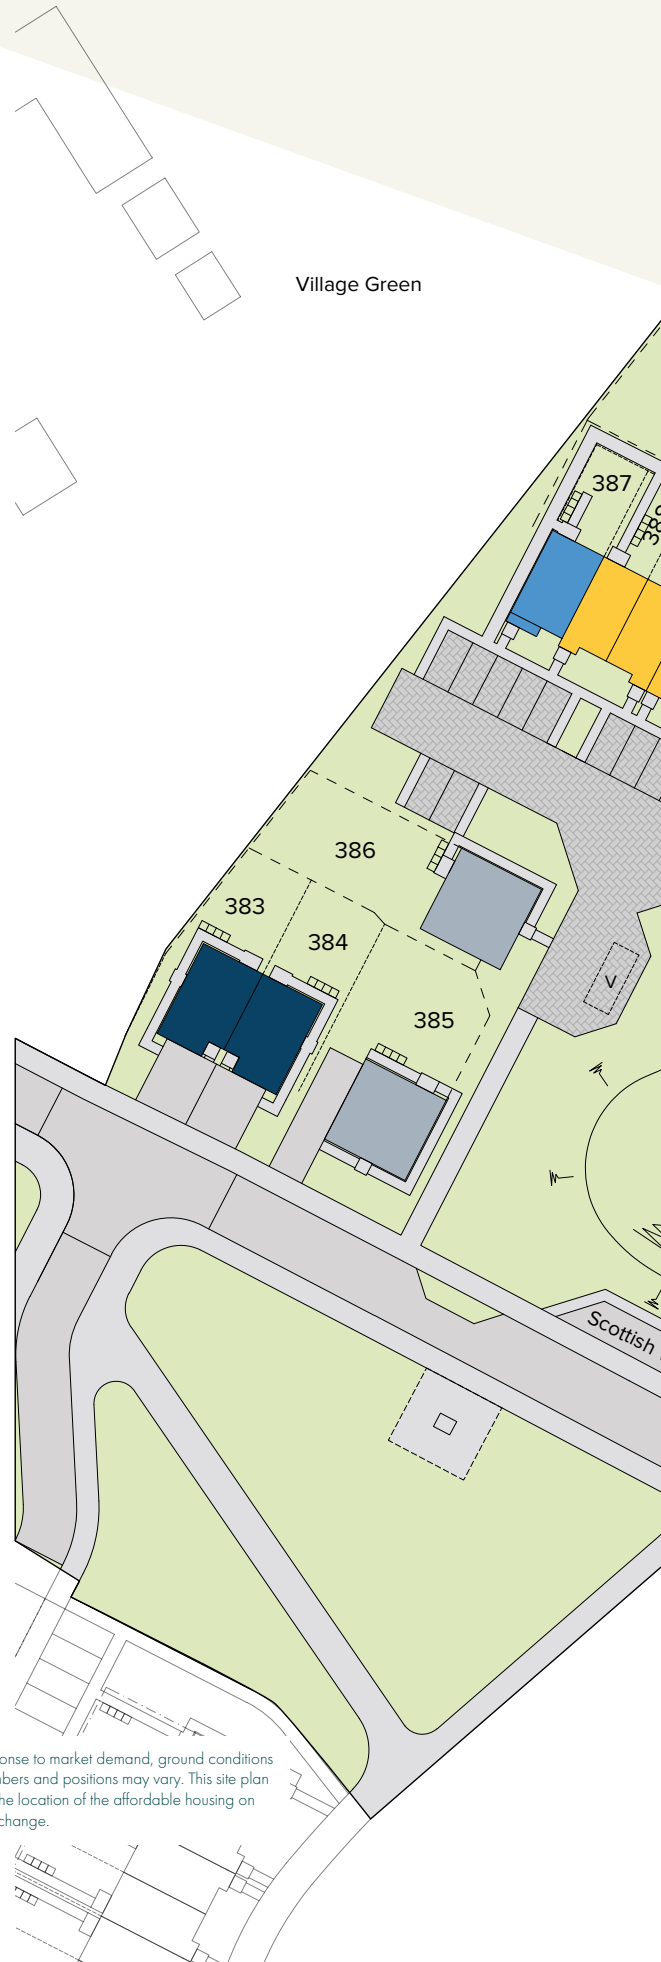 Village Green
387
388
386
383
384
385
V
Scottish
onse to market demand, ground conditions
bers and positions may vary. This site plan
he location of the affordable housing on
change.